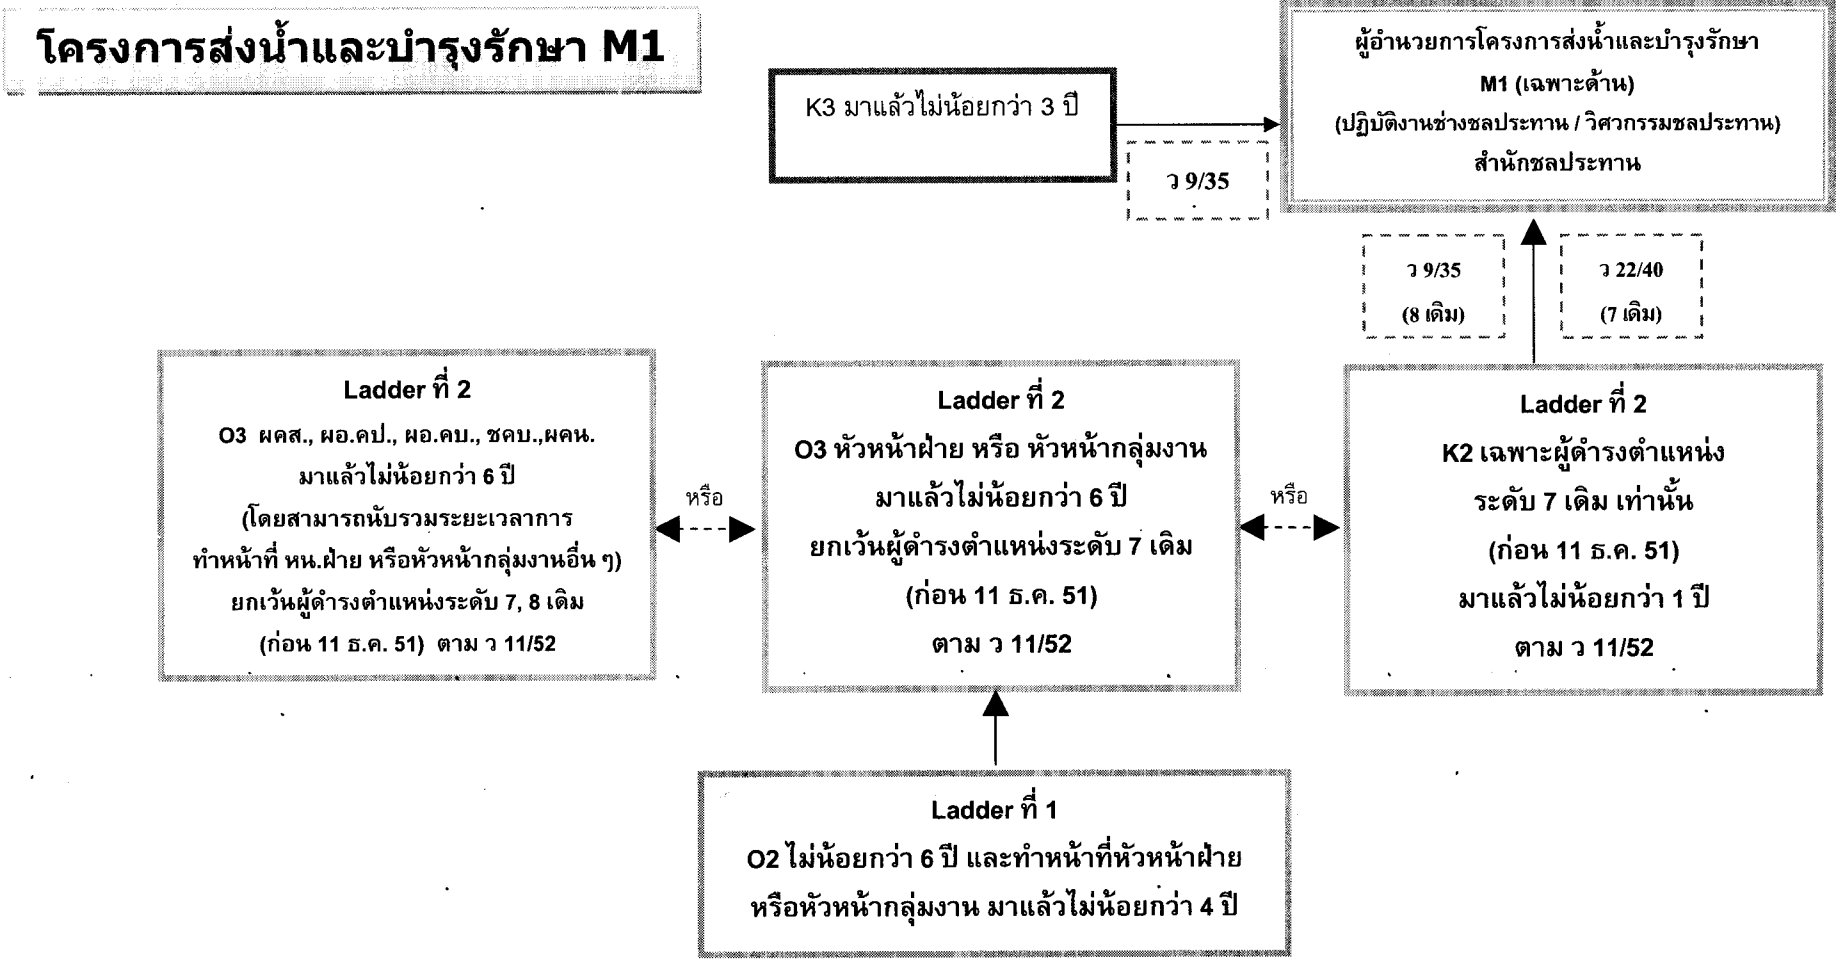 โครงการส่งน้ำและบำรุงรักษา M1
ผู้อำนวยการโครงการส่งน้ำและบำรุงรักษา
M1 (เฉพาะด้าน)
(ปฏิบัติงานช่างชลประทาน / วิศวกรรมชลประทาน)
สำนักชลประทาน
K3 มาแล้วไม่น้อยกว่า 3 ปี
ว 9/35
ว 9/35
(8 เดิม)
ว 22/40
(7 เดิม)
Ladder ที่ 2
O3 ผคส., ผอ.คป., ผอ.คบ., ชคบ.,ผคน.
มาแล้วไม่น้อยกว่า 6 ปี
(โดยสามารถนับรวมระยะเวลาการ
ทำหน้าที่ หน.ฝ่าย หรือหัวหน้ากลุ่มงานอื่น ๆ)
ยกเว้นผู้ดำรงตำแหน่งระดับ 7, 8 เดิม
(ก่อน 11 ธ.ค. 51) ตาม ว 11/52
หรือ
Ladder ที่ 2
O3 หัวหน้าฝ่าย หรือ หัวหน้ากลุ่มงาน
มาแล้วไม่น้อยกว่า 6 ปี
ยกเว้นผู้ดำรงตำแหน่งระดับ 7 เดิม
(ก่อน 11 ธ.ค. 51)
ตาม ว 11/52
หรือ
Ladder ที่ 2
K2 เฉพาะผู้ดำรงตำแหน่ง
ระดับ 7 เดิม เท่านั้น
(ก่อน 11 ธ.ค. 51)
มาแล้วไม่น้อยกว่า 1 ปี
ตาม ว 11/52
Ladder ที่ 1
O2 ไม่น้อยกว่า 6 ปี และทำหน้าที่หัวหน้าฝ่าย
หรือหัวหน้ากลุ่มงาน มาแล้วไม่น้อยกว่า 4 ปี